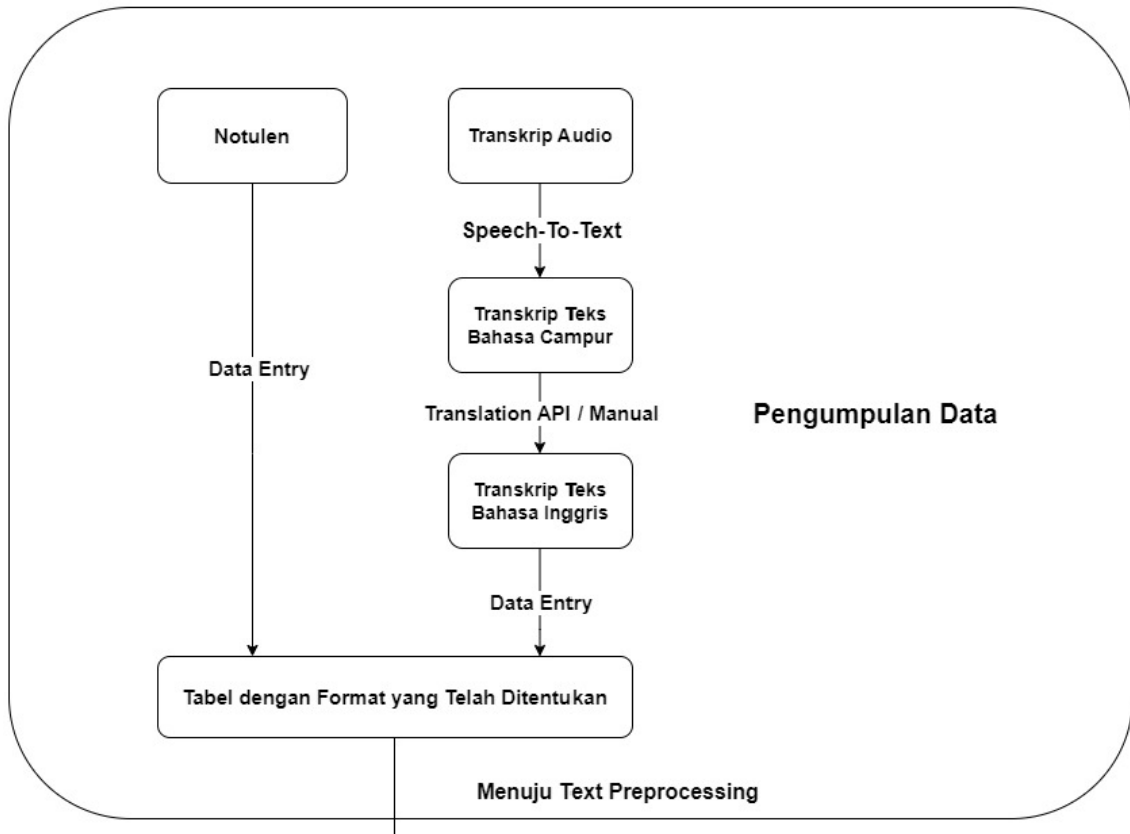 Notulen
Transkrip Audio
Speech-To-Text
Transkrip Teks
Bahasa Campur
Data Entry
Translation API / Manual
Pengumpulan Data
Transkrip Teks
Bahasa Inggris
Data Entry
Tabel dengan Format yang Telah Ditentukan
Menuju Text Preprocessing